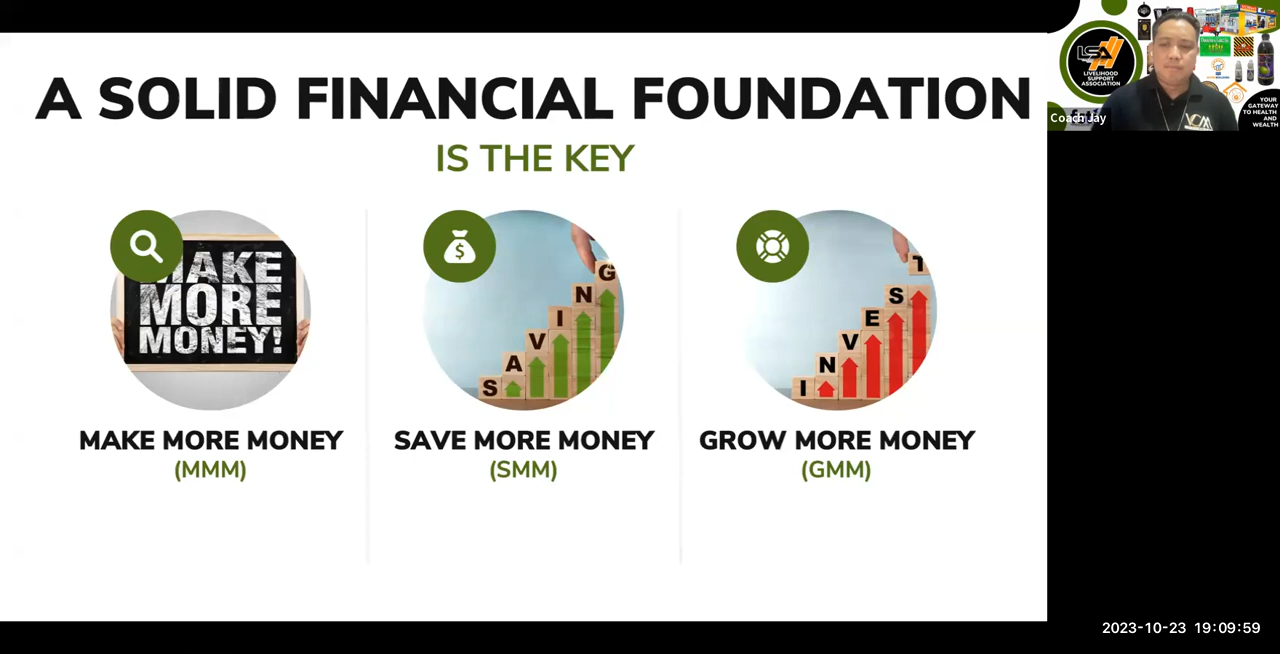 A SOLID FINANCIAL FOUNDATION
IS THE KEY
MAKE
MORE
MONEY!
S A V I N G
I N V E S T
MAKE MORE MONEY
(MMM)
SAVE MORE MONEY
(SMM)
GROW MORE MONEY
(GMM)
LSA
LIVELIHOOD
SUPPORT
ASSOCIATION
Coach Jay
VCM
YOUR
GATEWAY
TO HEALTH
AND
WEALTH
2023-10-23 19:09:59